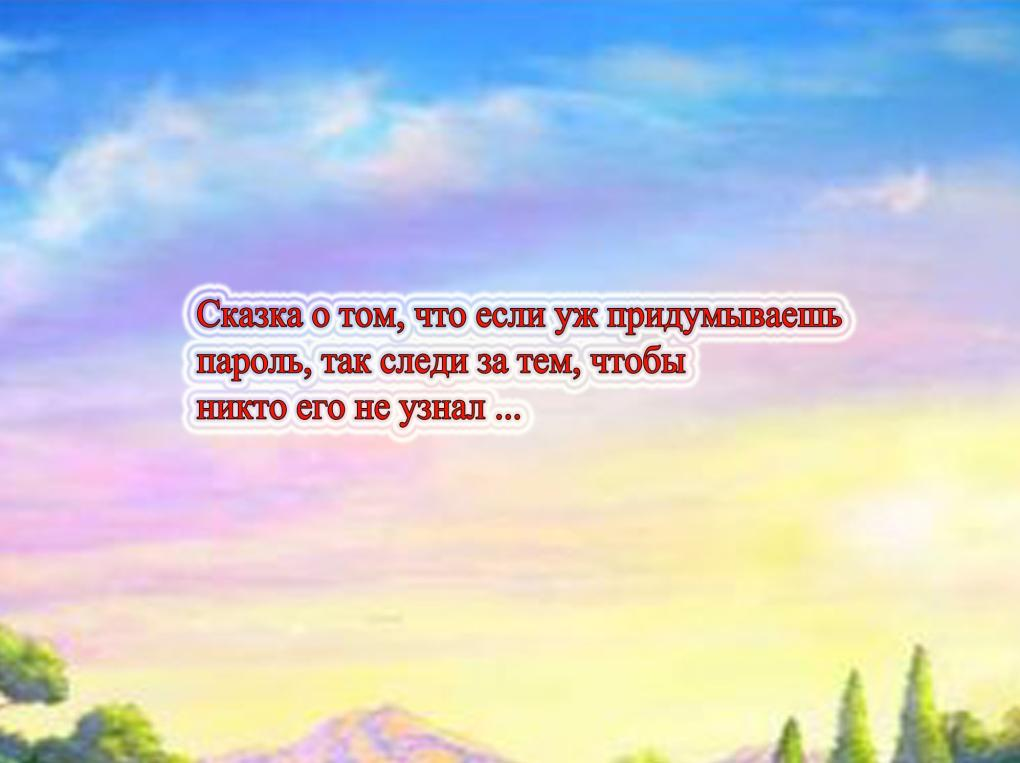 Сказка о том, что если уж придумываешь
пароль, так следи за тем, чтобы
никто его не узнал ...